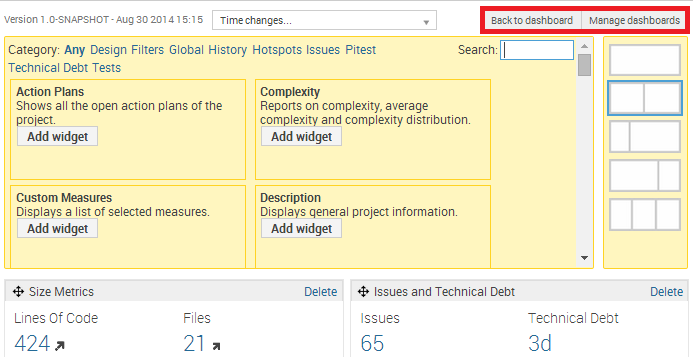 Version 1.0-SNAPSHOT - Aug 30 2014 15:15 Time changes... Back to dashboard Manage dashboards
Category: Any Design Filters Global History Hotspots Issues Pitest Search:
Technical Debt Tests
Action Plans
Shows all the open action plans of the
project.
Add widget
Complexity
Reports on complexity, average
complexity and complexity distribution.
Add widget
Custom Measures
Displays a list of selected measures.
Add widget
Description
Displays general project information.
Add widget
Size Metrics Delete
Lines Of Code Files
424 21
Issues and Technical Debt Delete
Issues Technical Debt
65 3d